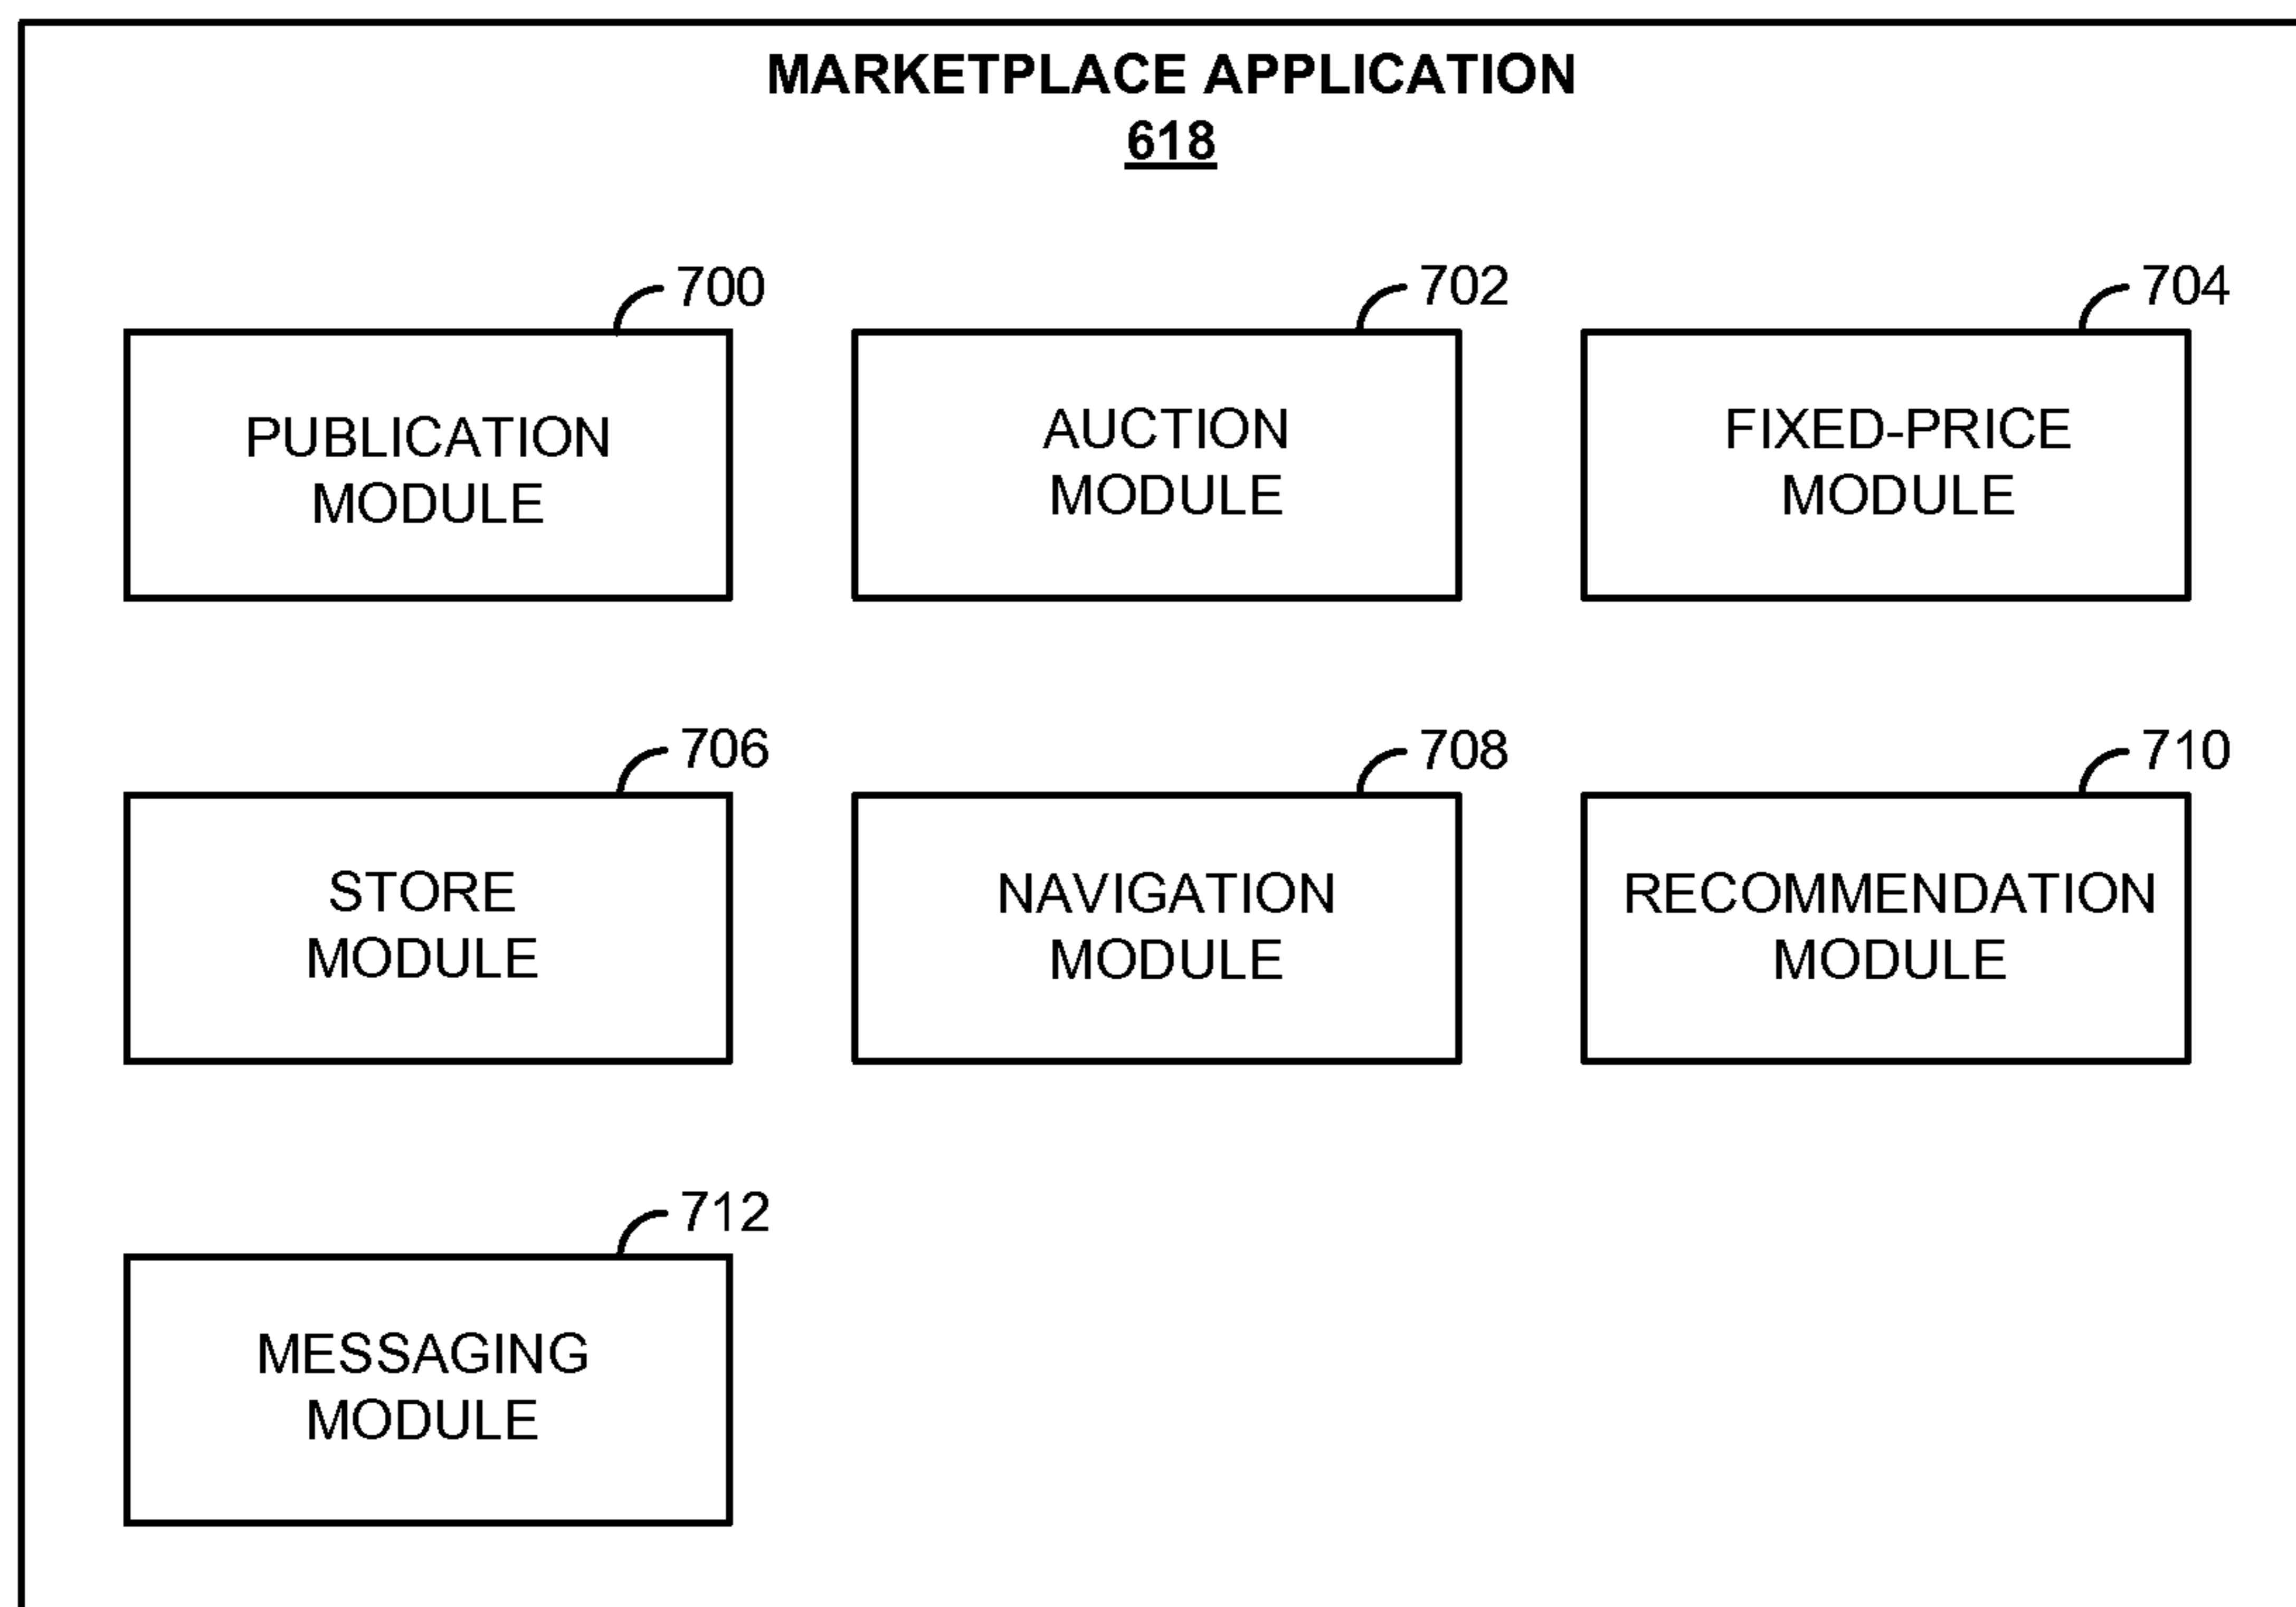 MARKETPLACE APPLICATION
618
700
PUBLICATION
MODULE
702
AUCTION
MODULE
704
FIXED-PRICE
MODULE
706
STORE
MODULE
708
NAVIGATION
MODULE
710
RECOMMENDATION
MODULE
712
MESSAGING
MODULE